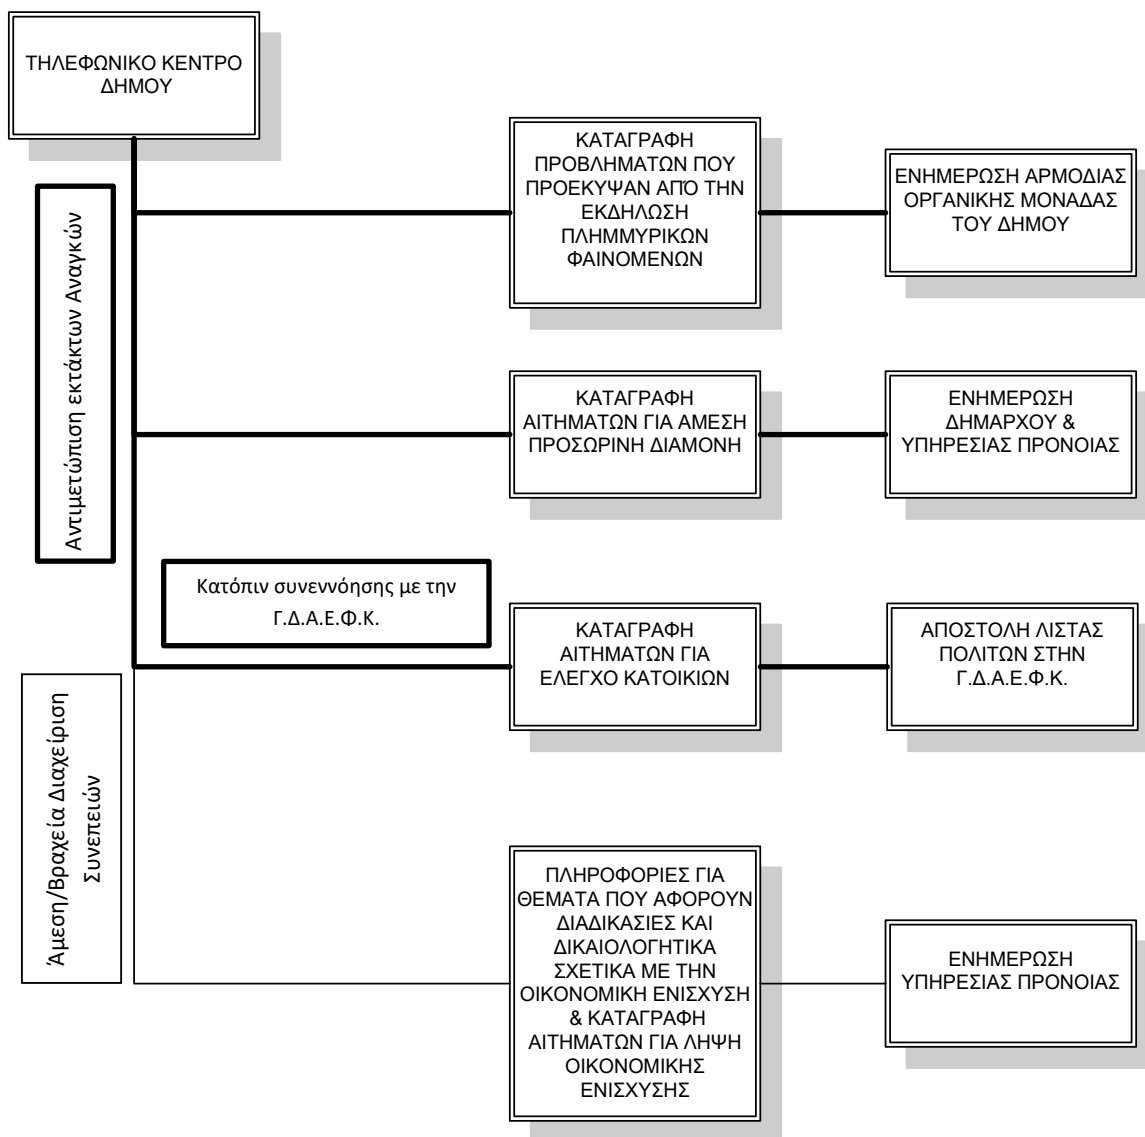 ΤΗΛΕΦΩΝΙΚΟ ΚΕΝΤΡΟ
ΔΗΜΟΥ
ΚΑΤΑΓΡΑΦΗ
ΠΡΟΒΛΗΜΑΤΩΝ ΠΟΥ
ΠΡΟΕΚΥΨΑΝ ΑΠΌ ΤΗΝ
ΕΚΔΗΛΩΣΗ
ΠΛΗΜΜΥΡΙΚΩΝ
ΦΑΙΝΟΜΕΝΩΝ
ΕΝΗΜΕΡΩΣΗ ΑΡΜΟΔΙΑΣ
ΟΡΓΑΝΙΚΗΣ ΜΟΝΑΔΑΣ
ΤΟΥ ΔΗΜΟΥ
Αντιμετώπιση εκτάκτων Αναγκών
ΚΑΤΑΓΡΑΦΗ
ΑΙΤΗΜΑΤΩΝ ΓΙΑ ΑΜΕΣΗ
ΠΡΟΣΩΡΙΝΗ ΔΙΑΜΟΝΗ
ΕΝΗΜΕΡΩΣΗ
ΔΗΜΑΡΧΟΥ &
ΥΠΗΡΕΣΙΑΣ ΠΡΟΝΟΙΑΣ
Κατόπιν συνεννόησης με την
Γ.Δ.Α.Ε.Φ.Κ.
ΚΑΤΑΓΡΑΦΗ
ΑΙΤΗΜΑΤΩΝ ΓΙΑ
ΕΛΕΓΧΟ ΚΑΤΟΙΚΙΩΝ
ΑΠΟΣΤΟΛΗ ΛΙΣΤΑΣ
ΠΟΛΙΤΩΝ ΣΤΗΝ
Γ.Δ.Α.Ε.Φ.Κ.
Άμεση/Βραχεία Διαχείριση
Συνεπειών
ΠΛΗΡΟΦΟΡΙΕΣ ΓΙΑ
ΘΕΜΑΤΑ ΠΟΥ ΑΦΟΡΟΥΝ
ΔΙΑΔΙΚΑΣΙΕΣ ΚΑΙ
ΔΙΚΑΙΟΛΟΓΗΤΙΚΑ
ΣΧΕΤΙΚΑ ΜΕ ΤΗΝ
ΟΙΚΟΝΟΜΙΚΗ ΕΝΙΣΧΥΣΗ
& ΚΑΤΑΓΡΑΦΗ
ΑΙΤΗΜΑΤΩΝ ΓΙΑ ΛΗΨΗ
ΟΙΚΟΝΟΜΙΚΗΣ
ΕΝΙΣΧΥΣΗΣ
ΕΝΗΜΕΡΩΣΗ
ΥΠΗΡΕΣΙΑΣ ΠΡΟΝΟΙΑΣ